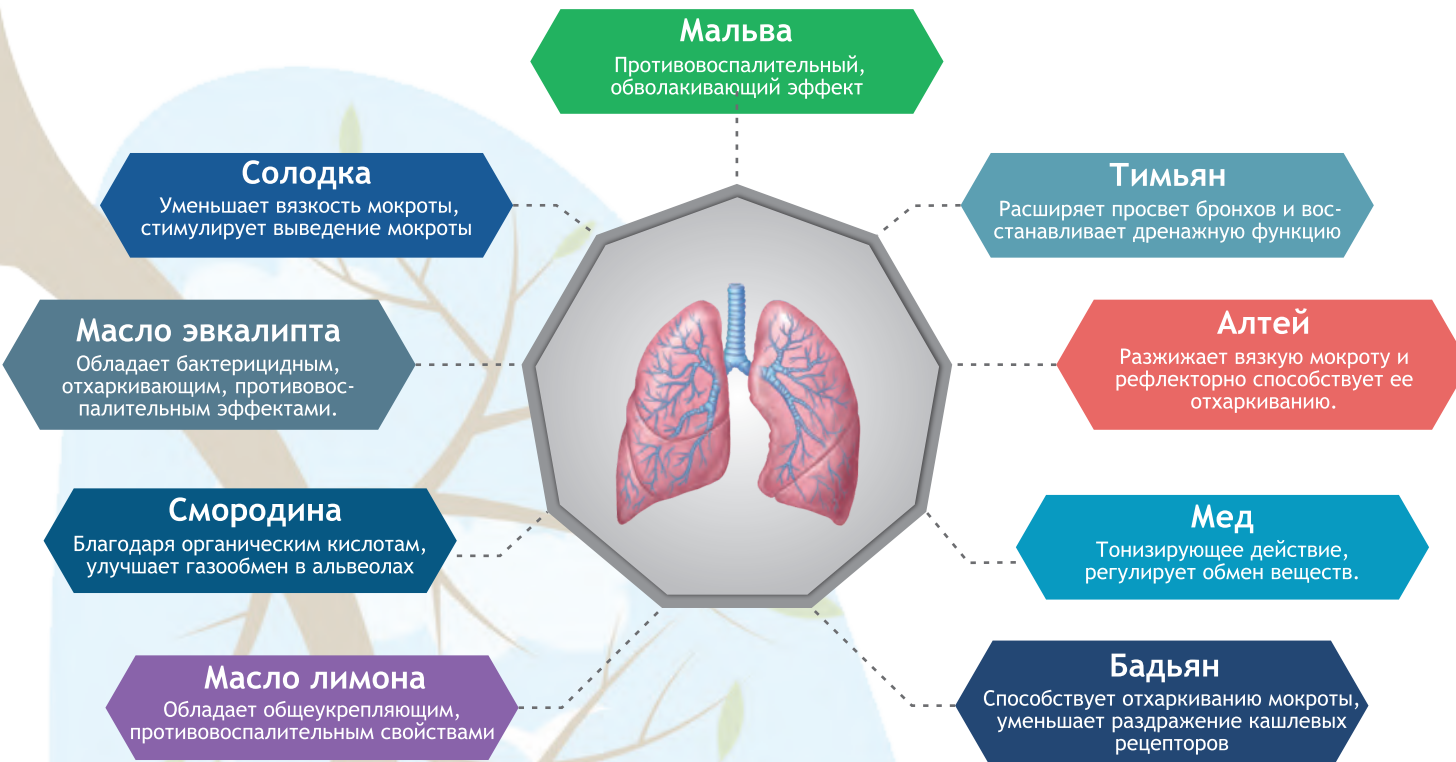 Мальва
Противовоспалительный,
обволакивающий эффект
Солодка
Уменьшает вязкость мокроты,
стимулирует выведение мокроты
Тимьян
Расширяет просвет бронхов и вос-
станавливает дренажную функцию
Масло эвкалипта
Обладает бактерицидным,
отхаркивающим, противовос-
палительным эффектами.
Алтей
Разжижает вязкую мокроту и
рефлекторно способствует ее
отхаркиванию.
Смородина
Благодаря органическим кислотам,
улучшает газообмен в альвеолах
Мед
Тонизирующее действие,
регулирует обмен веществ.
Масло лимона
Обладает общеукрепляющим,
противовоспалительным свойствами
Бадьян
Способствует отхаркиванию мокроты,
уменьшает раздражение кашлевых
рецепторов